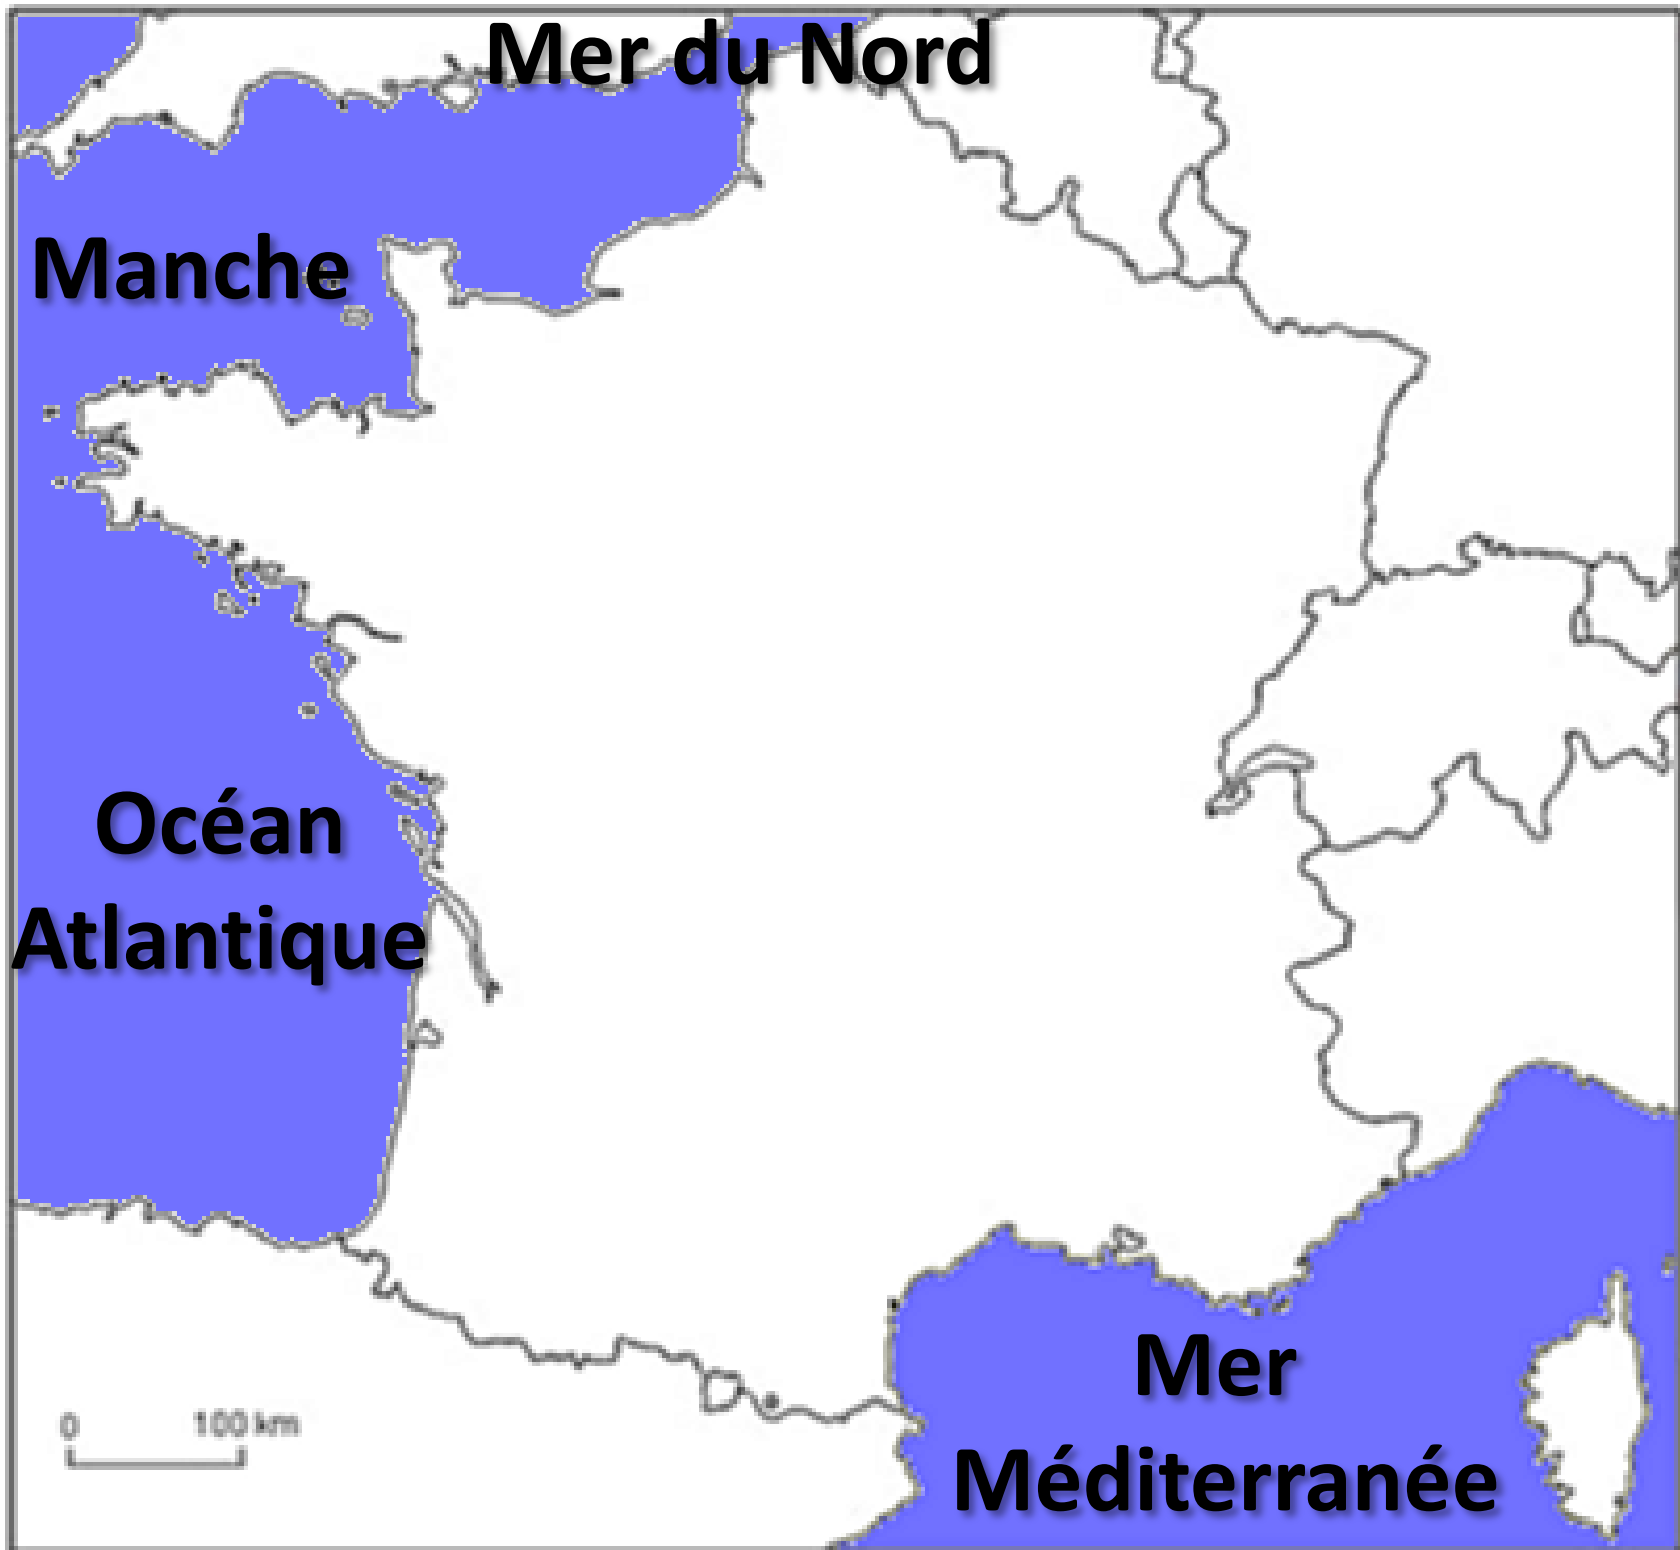 Mer du Nord
Manche
Océan
Atlantique
Mer
Méditerranée
0 100 km